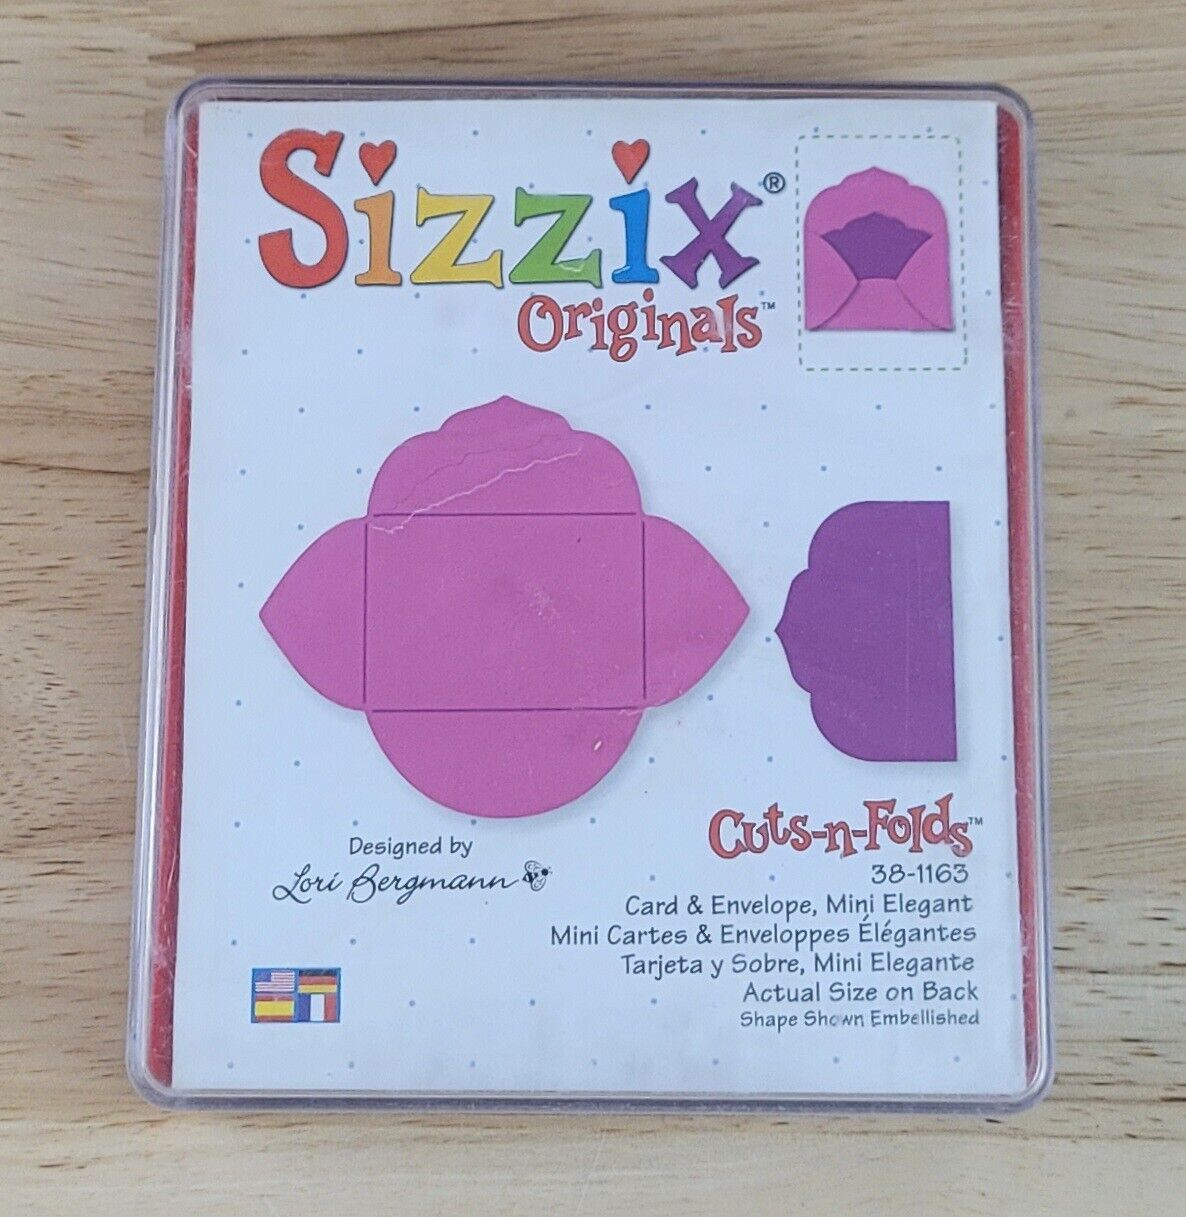 Sizzix®
Originals™
Designed by
Lori Bergmann
Cuts-n-Folds™
38-1163
Card & Envelope, Mini Elegant
Mini Cartes & Enveloppes Élégantes
Tarjeta y Sobre, Mini Elegante
Actual Size on Back
Shape Shown Embellished